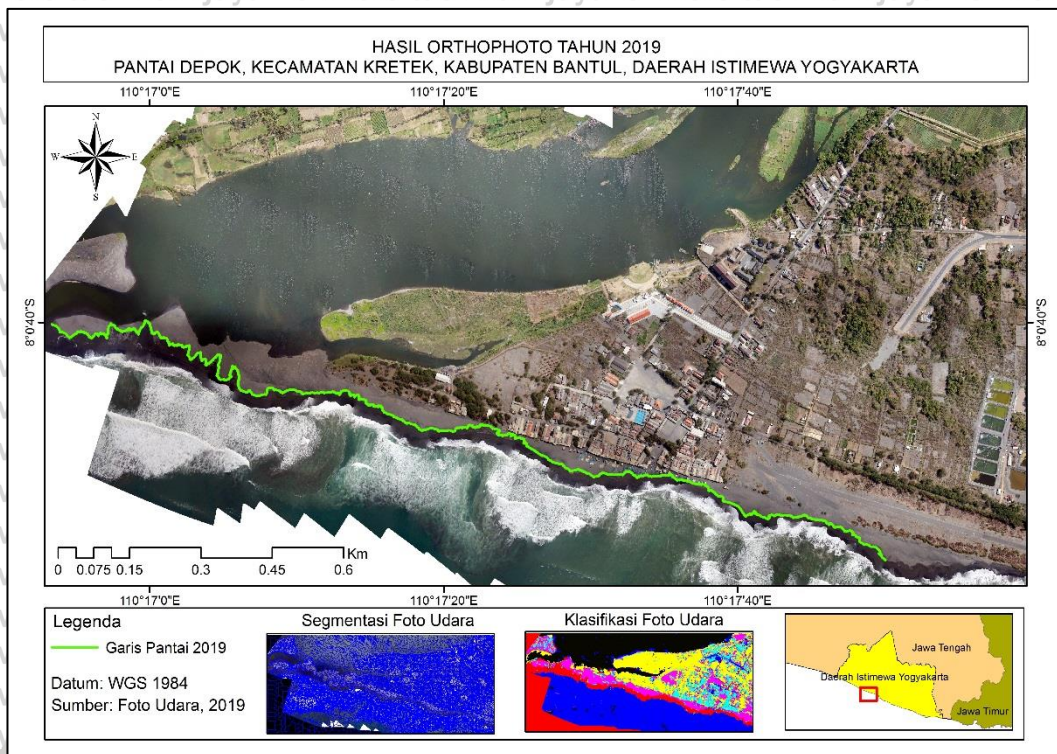 HASIL ORTHOPHOTO TAHUN 2019
PANTAI DEPOK, KECAMATAN KRETEK, KABUPATEN BANTUL, DAERAH ISTIMEWA YOGYAKARTA
110°17'0"E 110°17'20"E 110°17'40"E
N
W E
S
8°0'40"S 8°0'40"S
Km
0 0.075 0.15 0.3 0.45 0.6
110°17'0"E 110°17'20"E 110°17'40"E
Legenda
Garis Pantai 2019
Datum: WGS 1984
Sumber: Foto Udara, 2019
Segmentasi Foto Udara
Klasifikasi Foto Udara
Jawa Tengah
Daerah Istimewa Yogyakarta
Jawa Timur